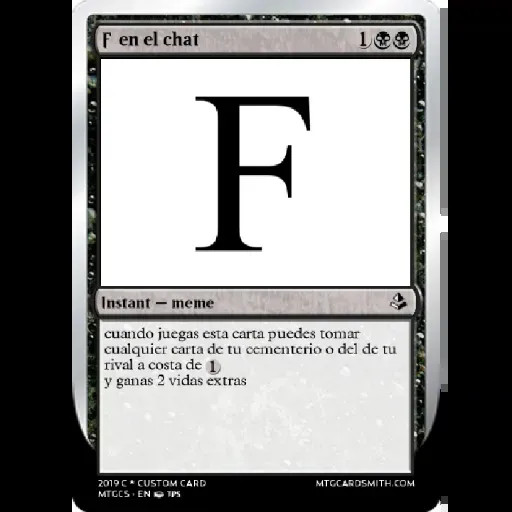 F en el chat
1
F
Instant — meme
cuando juegas esta carta puedes tomar
cualquier carta de tu cementerio o del de tu
rival a costa de 1
y ganas 2 vidas extras
2019 C * CUSTOM CARD
MTGCS · EN TPS
MTGCARDSMITH.COM